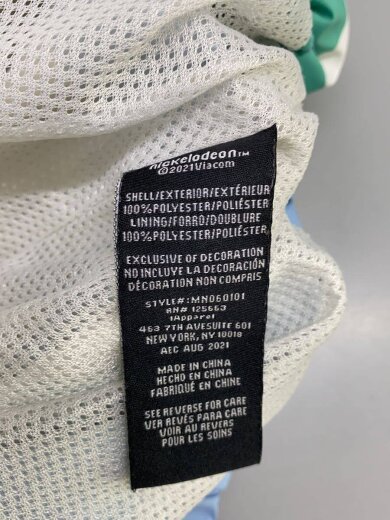 nickelodeon™
©2021Viacom
SHELL/EXTERIOR/EXTÉRIEUR
100%POLYESTER/POLIÉSTER
LINING/FORRO/DOUBLURE
100%POLYESTER/POLIÉSTER
EXCLUSIVE OF DECORATION
NO INCLUYE LA DECORACIÓN
DÉCORATION NON COMPRIS
STYLE#:MN060101
RN# 125663
1Apparel
463 7TH AVESUITE 601
NEW YORK, NY 10018
AEC AUG 2021
MADE IN CHINA
HECHO EN CHINA
FABRIQUÉ EN CHINE
SEE REVERSE FOR CARE
VER REVÉS PARA CARE
VOIR AU REVERS
POUR LES SOINS